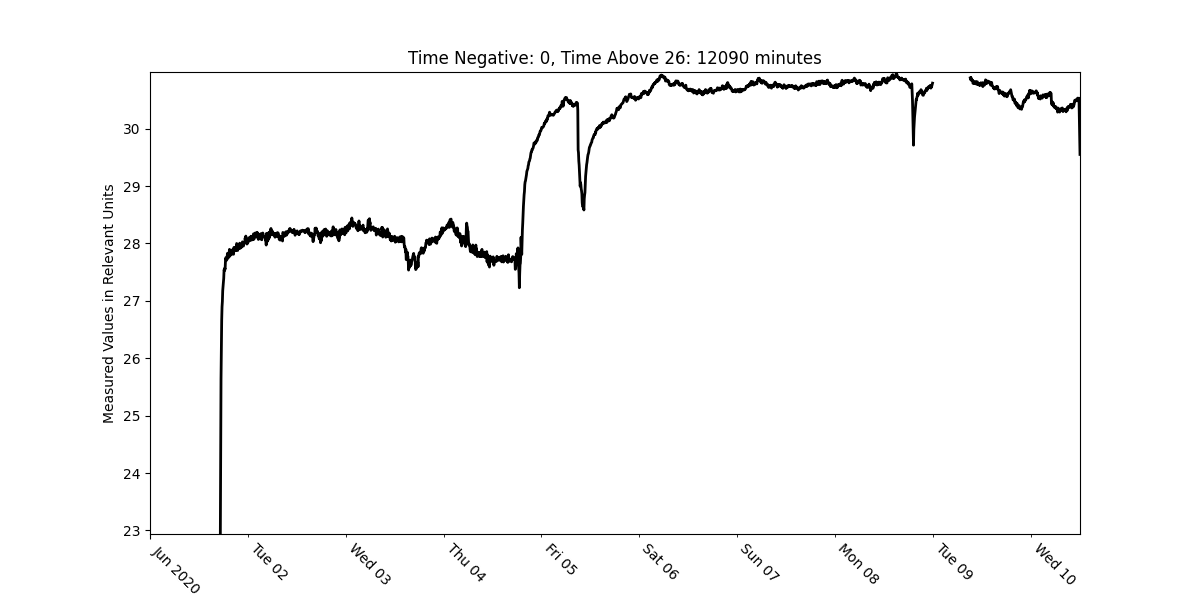 Time Negative: 0, Time Above 26: 12090 minutes
Measured Values in Relevant Units
30
29
28
27
26
25
24
23
Jun 2020
Tue 02
Wed 03
Thu 04
Fri 05
Sat 06
Sun 07
Mon 08
Tue 09
Wed 10